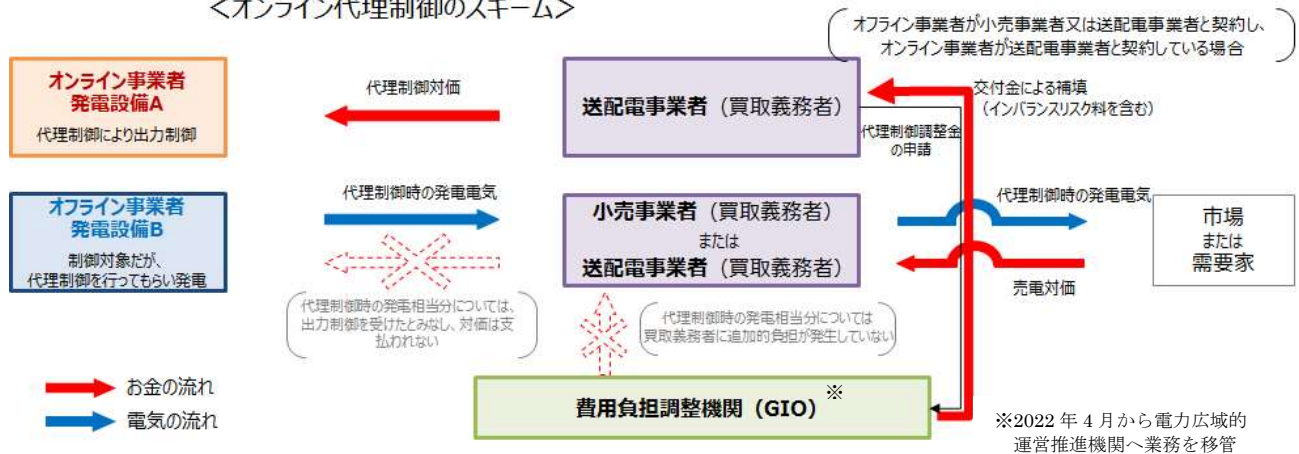 <オンライン代理制御のスキーム>
オフライン事業者が小売事業者又は送配電事業者と契約し、
オンライン事業者が送配電事業者と契約している場合
オンライン事業者
発電設備A
代理制御により出力制御
代理制御対価
送配電事業者（買取義務者）
交付金による補填
（インバランスリスク料を含む）
代理制御調整金
の申請
オフライン事業者
発電設備B
制御対象だが、
代理制御を行ってもらい発電
代理制御時の発電電気
小売事業者（買取義務者）
または
送配電事業者（買取義務者）
代理制御時の発電電気
売電対価
市場
または
需要家
代理制御時の発電相当分については、
出力制御を受けたとみなし、対価は支
払われない
代理制御時の発電相当分については
買取義務者に追加的負担が発生していない
お金の流れ
電気の流れ
費用負担調整機関（GIO）※
※2022 年 4 月から電力広域的
運営推進機関へ業務を移管